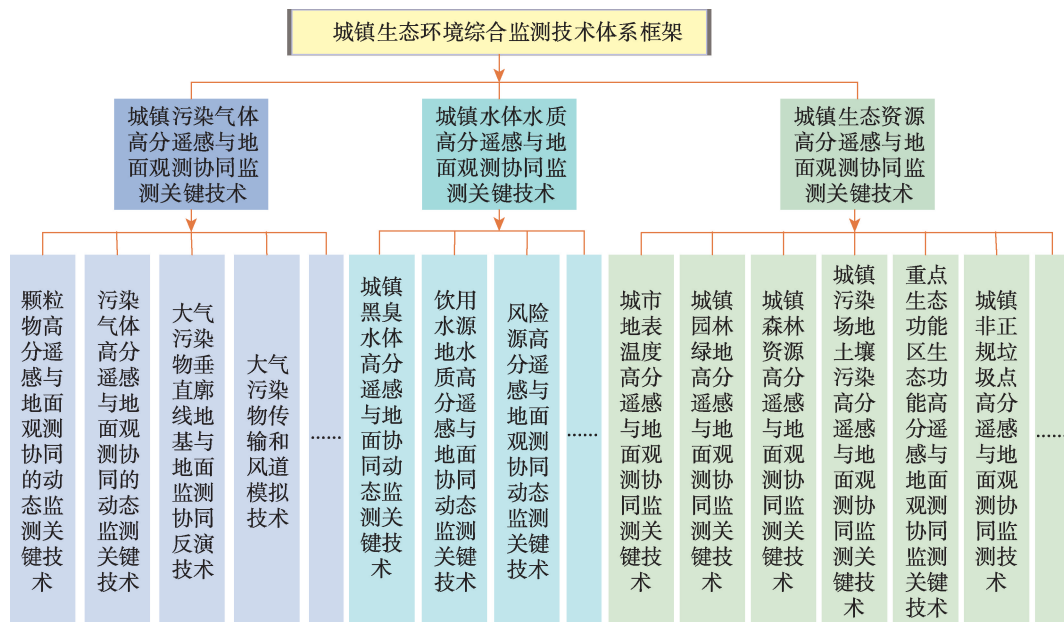 城镇生态环境综合监测技术体系框架
城镇污染气体
高分遥感与地
面观测协同监
测关键技术
城镇水体水质
高分遥感与地
面观测协同监
测关键技术
城镇生态资源
高分遥感与地
面观测协同监
测关键技术
颗粒
物高
分遥
感与
地面
观测
协同
的动
态监
测关
键技
术
污染
气体
高分
遥感
与地
面观
测协
同的
动态
监测
关键
技术
大气
污染
物垂
直廓
线地
基与
地面
监测
协同
反演
技术
大气
污染
物传
输和
风道
模拟
技术
……
城镇
黑臭
水体
高分
遥感
与地
面协
同动
态监
测关
键技
术
饮用
水源
地水
质高
分遥
感与
地面
协同
动态
监测
关键
技术
风险
源高
分遥
感与
地面
观测
协同
动态
监测
关键
技术
……
城市
地表
温度
高分
遥感
与地
面观
测协
同监
测关
键技
术
城镇
园林
绿地
高分
遥感
与地
面观
测协
同监
测关
键技
术
城镇
森林
资源
高分
遥感
与地
面观
测协
同监
测关
键技
术
城镇
污染
场地
土壤
污染
高分
遥感
与地
面观
测协
同监
测关
键技
术
重点
生态
功能
区生
态功
能高
分遥
感与
地面
观测
协同
监测
关键
技术
城镇
非正
规垃
圾点
高分
遥感
与地
面观
测协
同监
测技
术
……